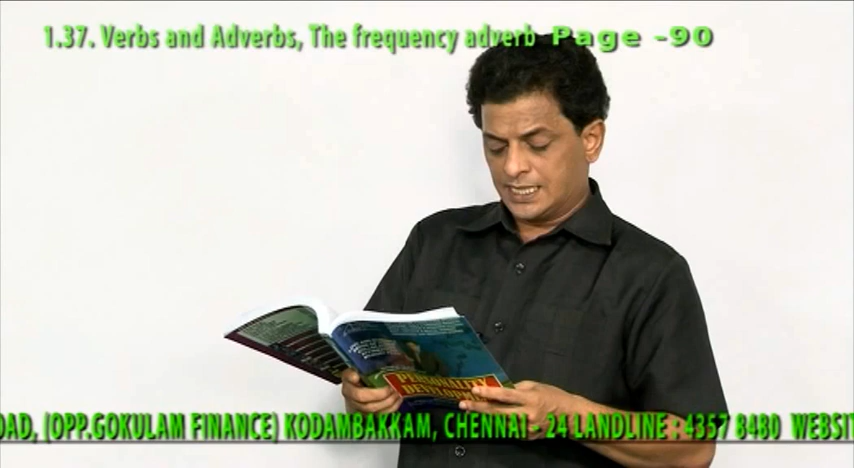 1.37. Verbs and Adverbs, The frequency adverb Page -90
PERSONALITY
OAD, (OPP.GOKULAM FINANCE) KODAMBAKKAM, CHENNAI - 24 LANDLINE : 4357 8480 WEBSIT